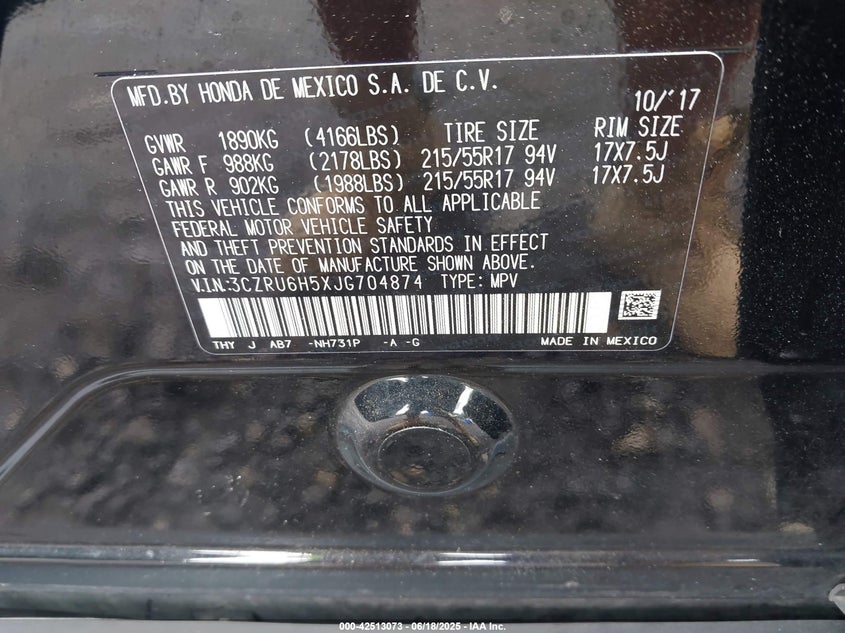 MFD.BY HONDA DE MEXICO S.A. DE C.V.
10/'17
GVWR 1890KG (4166LBS) TIRE SIZE RIM SIZE
GAWR F 988KG (2178LBS) 215/55R17 94V 17X7.5J
GAWR R 902KG (1988LBS) 215/55R17 94V 17X7.5J
THIS VEHICLE CONFORMS TO ALL APPLICABLE
FEDERAL MOTOR VEHICLE SAFETY
AND THEFT PREVENTION STANDARDS IN EFFECT
ON THE DATE OF MANUFACTURE SHOWN ABOVE.
V.I.N:3CZRU6H5XJG704874 TYPE: MPV
THY J AB7 -NH731P -A -G MADE IN MEXICO
000-42513073 - 06/18/2025 - IAA Inc.